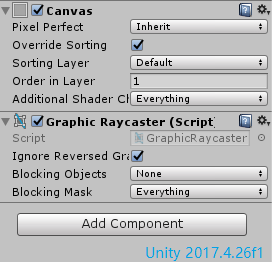 Canvas
Pixel Perfect Inherit
Override Sorting
Sorting Layer Default
Order in Layer 1
Additional Shader Ch Everything
Graphic Raycaster (Script)
Script GraphicRaycaster
Ignore Reversed Gra
Blocking Objects None
Blocking Mask Everything
Add Component
Unity 2017.4.26f1